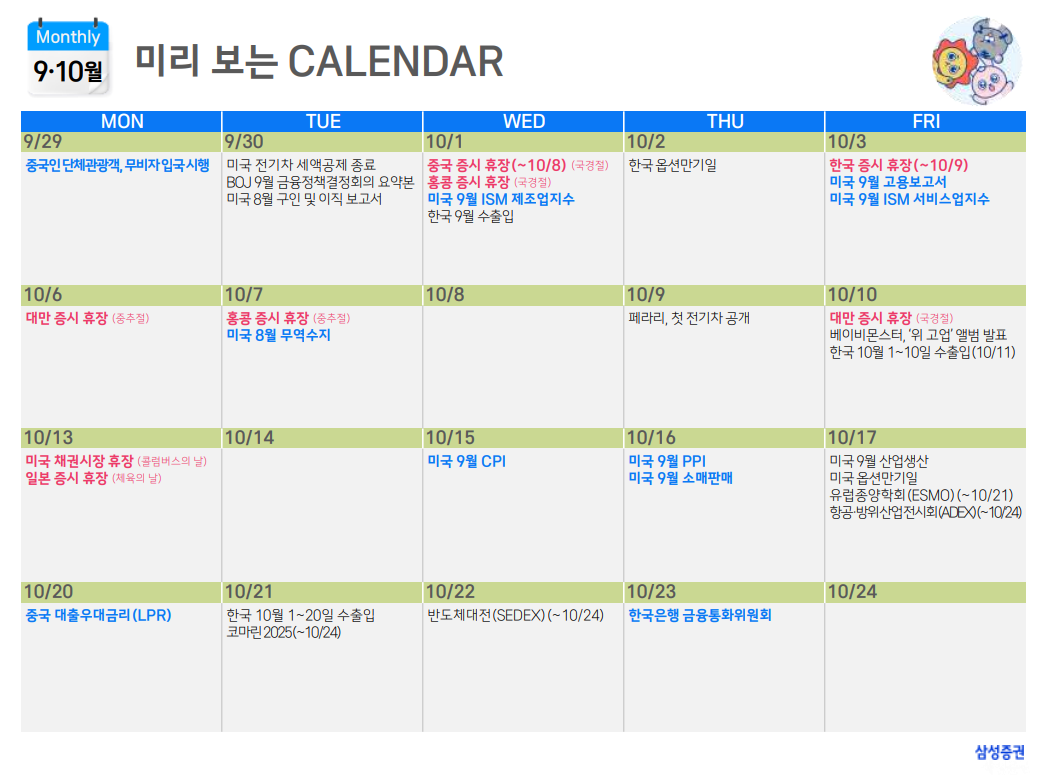 Monthly
9·10월
미리 보는 CALENDAR
MON TUE WED THU FRI
9/29 9/30 10/1 10/2 10/3
중국인 단체관광객, 무비자 입국 시행
미국 전기차 세액공제 종료
BOJ 9월 금융정책결정회의 요약본
미국 8월 구인 및 이직 보고서
중국 증시 휴장(~10/8) (국경절)
홍콩 증시 휴장 (국경절)
미국 9월 ISM 제조업지수
한국 9월 수출입
한국 옵션만기일
한국 증시 휴장(~10/9)
미국 9월 고용보고서
미국 9월 ISM 서비스업지수
10/6 10/7 10/8 10/9 10/10
대만 증시 휴장 (중추절)
홍콩 증시 휴장 (중추절)
미국 8월 무역수지
페라리, 첫 전기차 공개
대만 증시 휴장 (국경절)
베이비몬스터, '위 고업' 앨범 발표
한국 10월 1~10일 수출입(10/11)
10/13 10/14 10/15 10/16 10/17
미국 채권시장 휴장 (콜럼버스의 날)
일본 증시 휴장 (체육의 날)
미국 9월 CPI
미국 9월 PPI
미국 9월 소매판매
미국 9월 산업생산
미국 옵션만기일
유럽종양학회(ESMO) (~10/21)
항공·방위산업전시회(ADEX)(~10/24)
10/20 10/21 10/22 10/23 10/24
중국 대출우대금리(LPR)
한국 10월 1~20일 수출입
코마린 2025(~10/24)
반도체대전(SEDEX) (~10/24)
한국은행 금융통화위원회
삼성증권